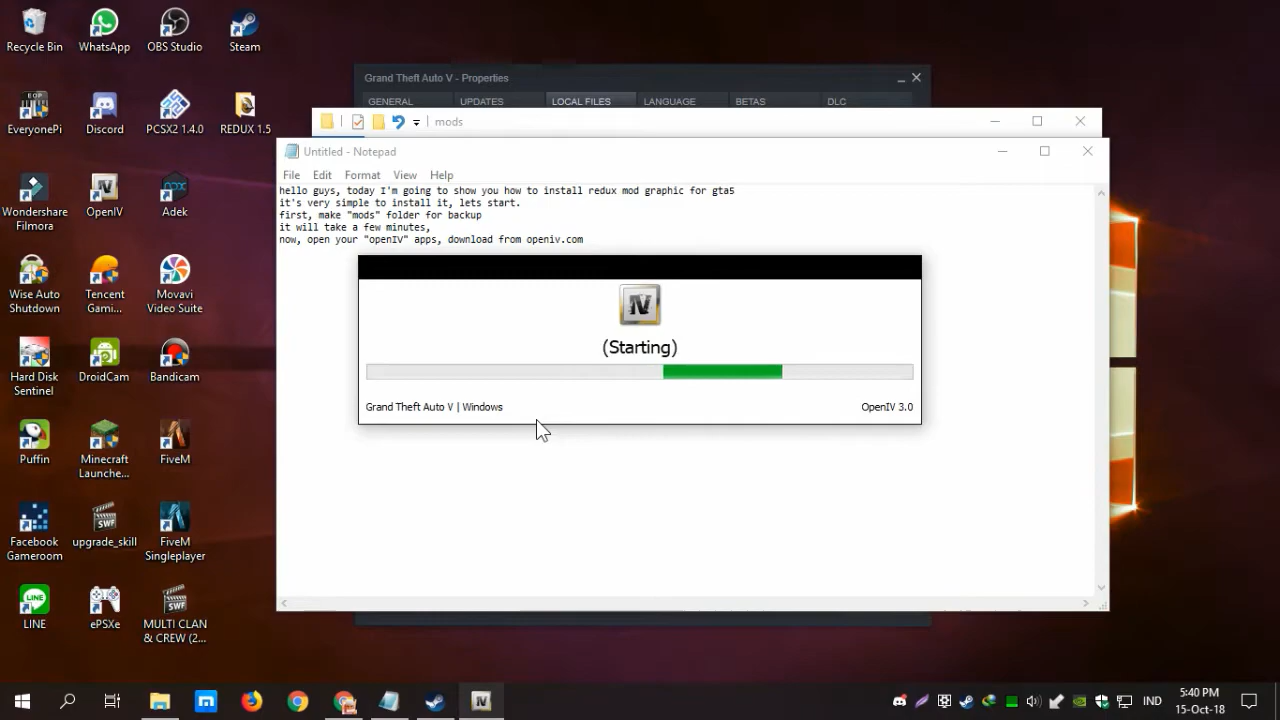 Recycle Bin
WhatsApp
OBS Studio
Steam
EveryonePi
Discord
PCSX2 1.4.0
REDUX 1.5
Wondershare
Filmora
OpenIV
Adek
Wise Auto
Shutdown
Tencent
Gami...
Movavi
Video Suite
Hard Disk
Sentinel
DroidCam
Bandicam
Puffin
Minecraft
Launche...
FiveM
Facebook
Gameroom
upgrade_skill
FiveM
Singleplayer
LINE
ePSXe
MULTI CLAN
& CREW (2...
Grand Theft Auto V - Properties
GENERAL
UPDATES
LOCAL FILES
LANGUAGE
BETAS
DLC
mods
Untitled - Notepad
File Edit Format View Help
hello guys, today I'm going to show you how to install redux mod graphic for gta5
it's very simple to install it, lets start.
first, make "mods" folder for backup
it will take a few minutes,
now, open your "openIV" apps, download from openiv.com
IV
(Starting)
Grand Theft Auto V | Windows
OpenIV 3.0
IND
5:40 PM
15-Oct-18